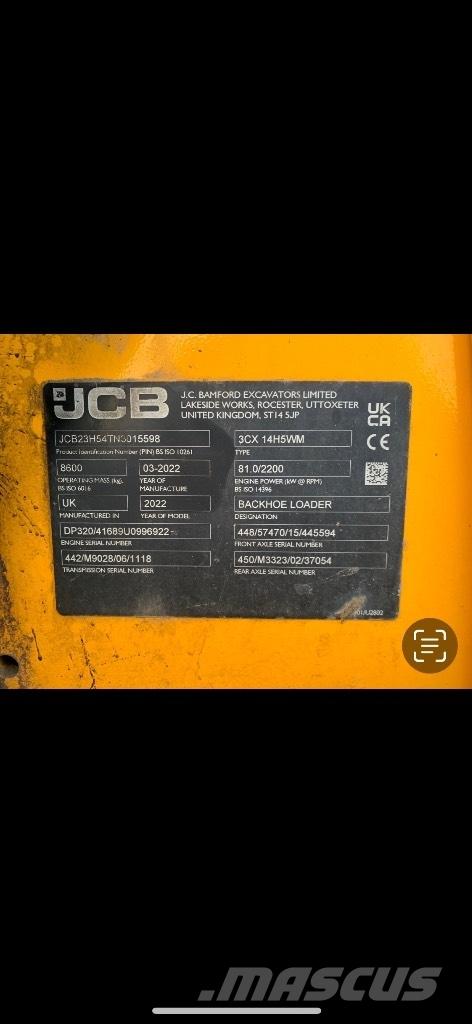 JCB
J.C. BAMFORD EXCAVATORS LIMITED
LAKESIDE WORKS, ROCESTER, UTTOXETER
UNITED KINGDOM, ST14 5JP
UK
CA
CE
3CX 14H5WM
Product Identification Number (PIN) BS ISO 10261
TYPE
8600
03-2022
81.0/2200
OPERATING MASS (kg).
BS ISO 6016
YEAR OF
MANUFACTURE
ENGINE POWER (kW @ RPM)
BS ISO 14396
UK
2022
BACKHOE LOADER
MANUFACTURED IN
YEAR OF MODEL
DESIGNATION
DP320/41689U0996922
448/57470/15/445594
ENGINE SERIAL NUMBER
FRONT AXLE SERIAL NUMBER
442/M9028/06/1118
450/M3323/02/37054
TRANSMISSION SERIAL NUMBER
REAR AXLE SERIAL NUMBER
MASCUS